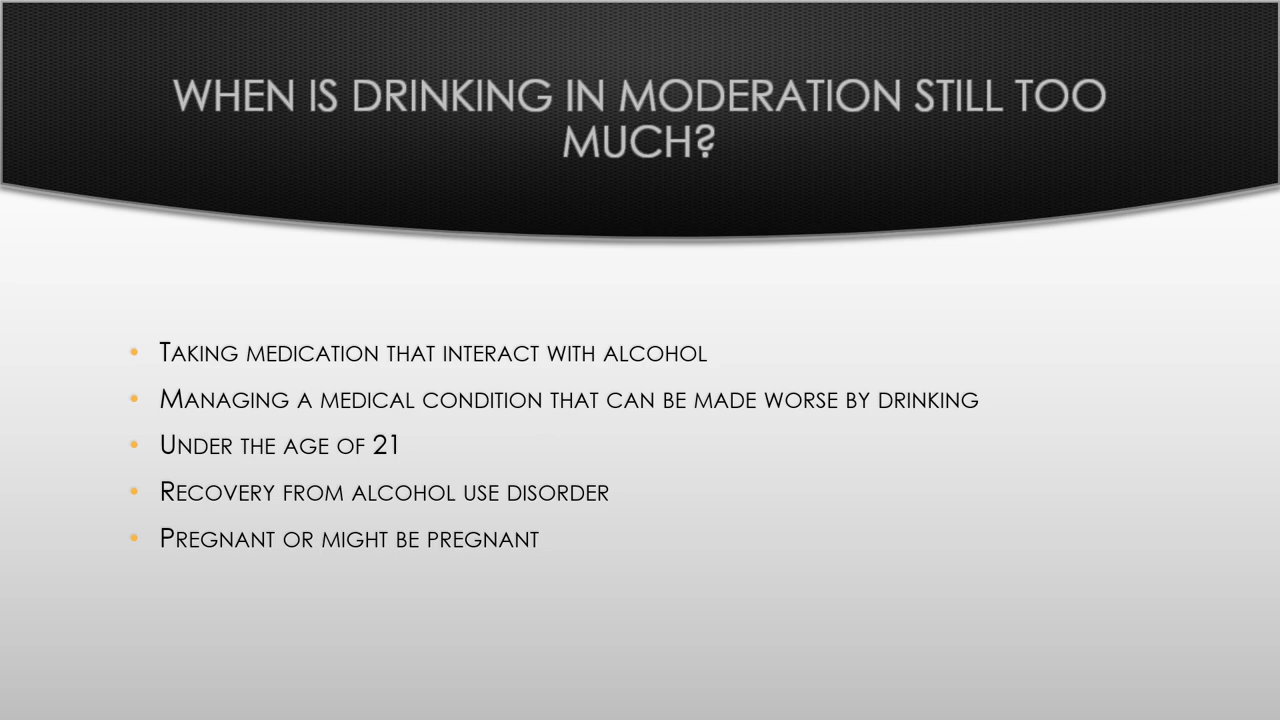 WHEN IS DRINKING IN MODERATION STILL TOO
MUCH?
• Taking medication that interact with alcohol
• Managing a medical condition that can be made worse by drinking
• Under the age of 21
• Recovery from alcohol use disorder
• Pregnant or might be pregnant